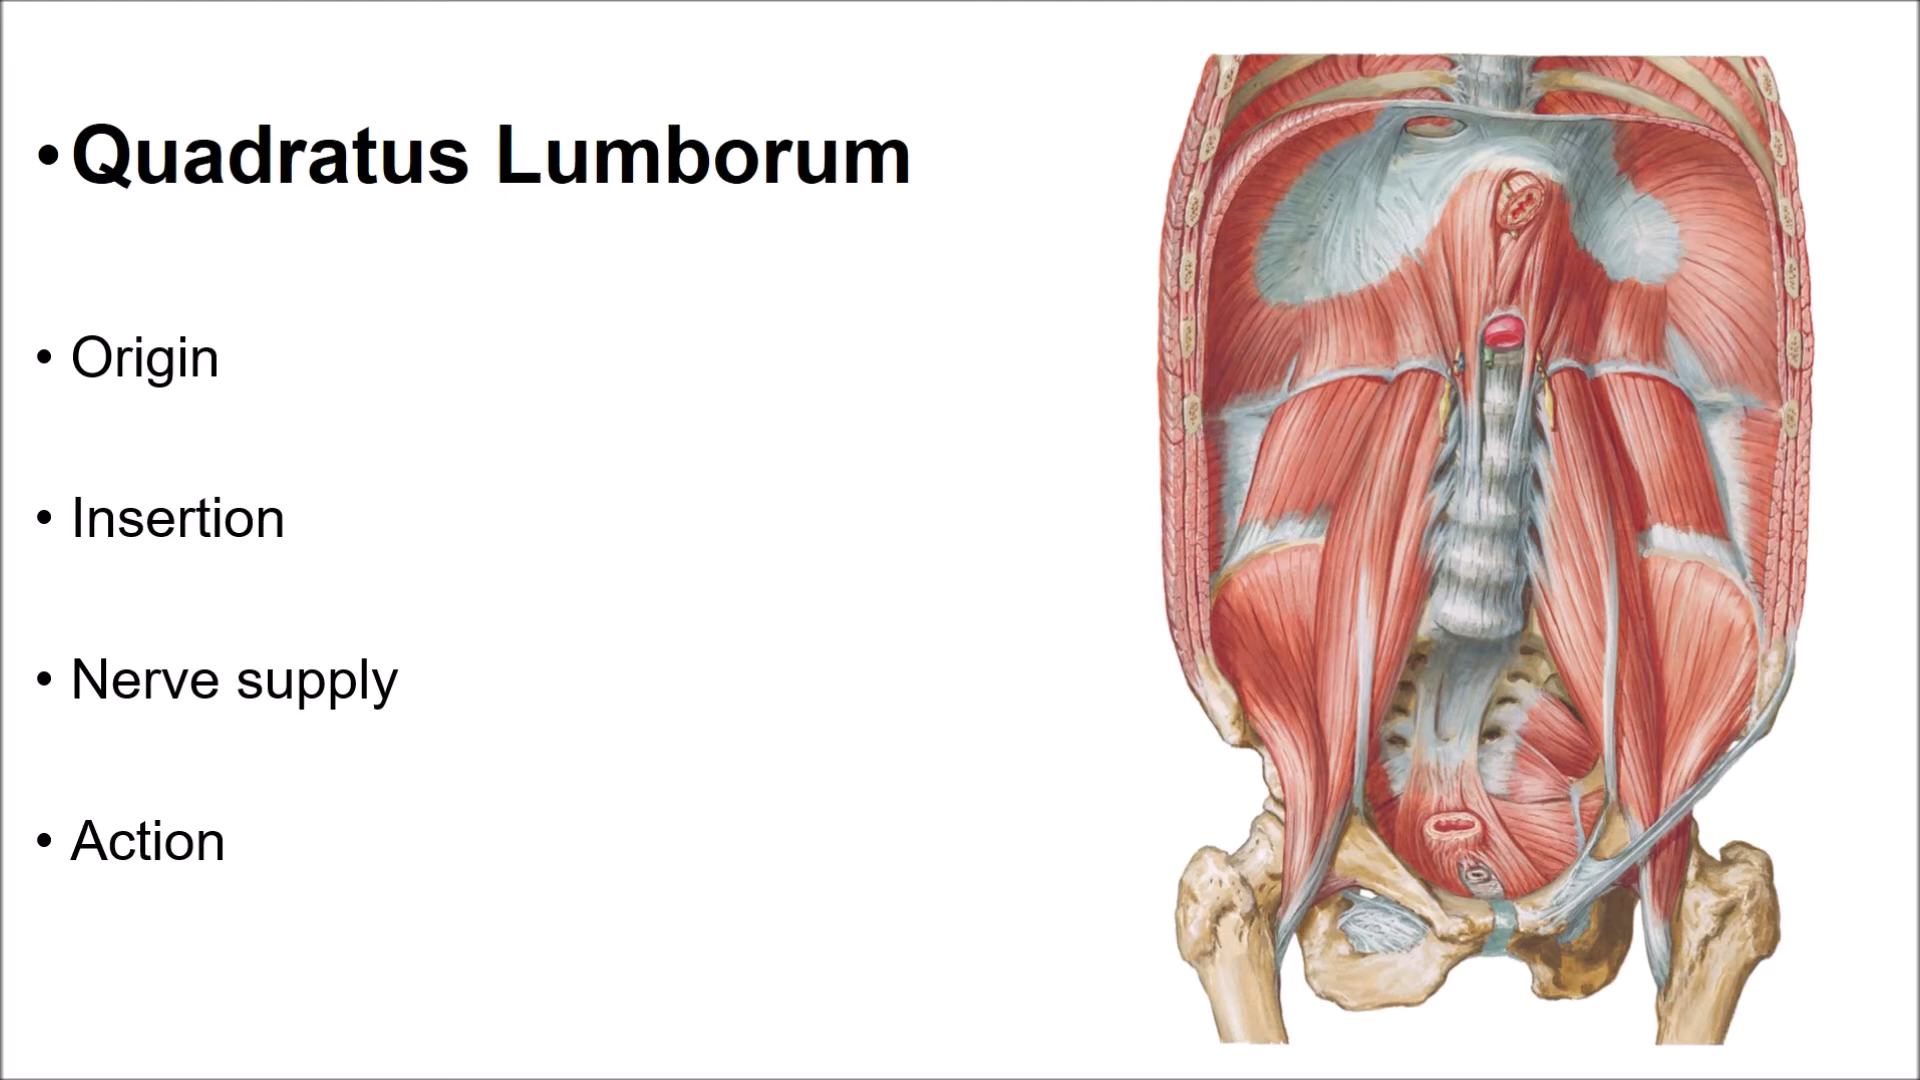 • Quadratus Lumborum
• Origin
• Insertion
• Nerve supply
• Action